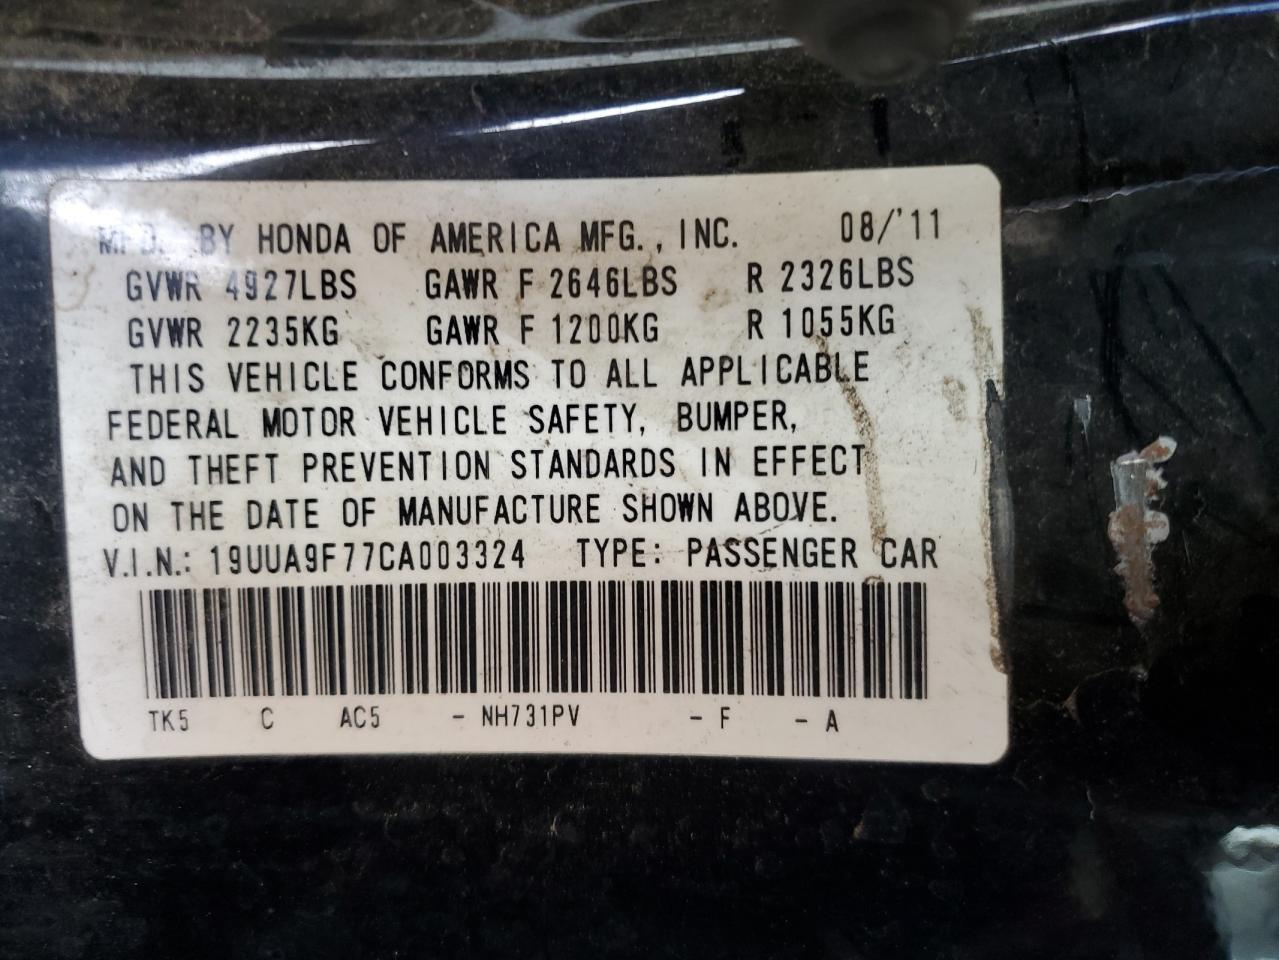 MFD. BY HONDA OF AMERICA MFG., INC. 08/'11
GVWR 4927LBS GAWR F 2646LBS R 2326LBS
GVWR 2235KG GAWR F 1200KG R 1055KG
THIS VEHICLE CONFORMS TO ALL APPLICABLE
FEDERAL MOTOR VEHICLE SAFETY, BUMPER,
AND THEFT PREVENTION STANDARDS IN EFFECT
ON THE DATE OF MANUFACTURE SHOWN ABOVE.
V.I.N.: 19UUA9F77CA003324 TYPE: PASSENGER CAR
TK5 C AC5 - NH731PV - F - A